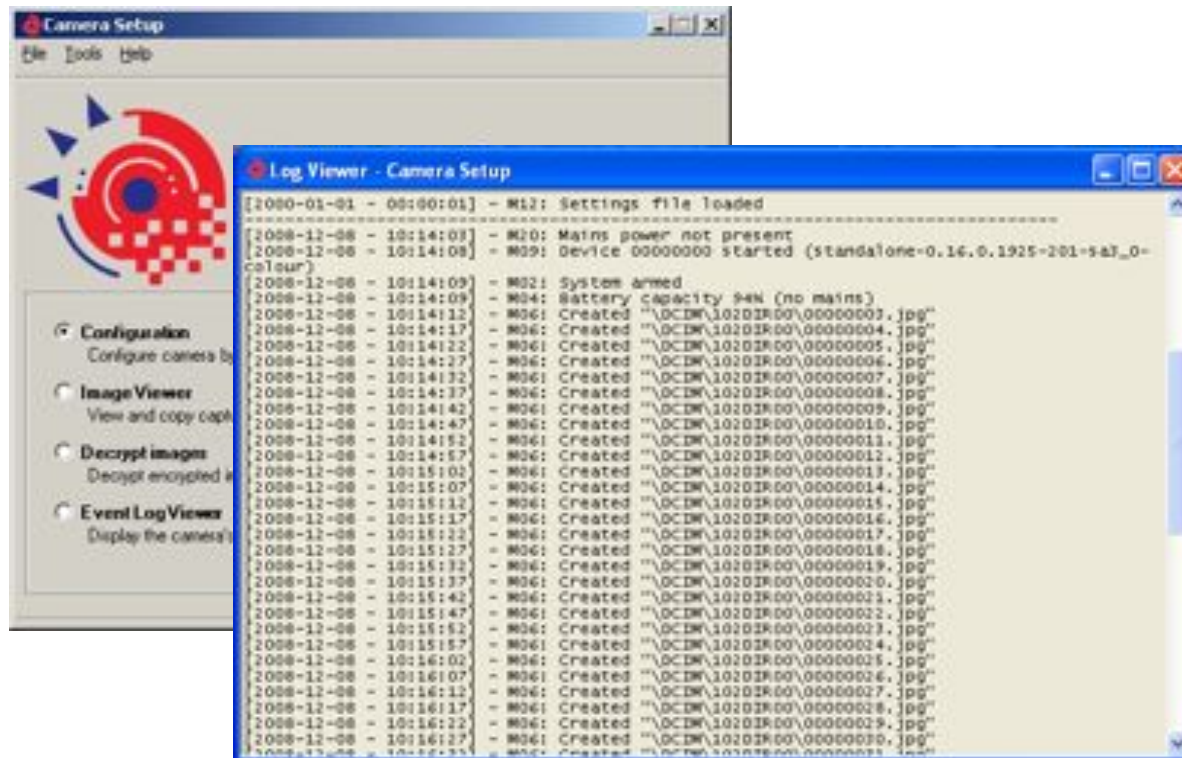 Camera Setup
File Tools Help
Configuration
Configure camera by
Image Viewer
View and copy capt
Decrypt images
Decrypt encrypted
Event Log Viewer
Display the camera's
Log Viewer - Camera Setup
[2000-01-01 - 00:00:01] - M12: Settings file loaded
[2008-12-08 - 10:14:03] - M20: Mains power not present
[2008-12-08 - 10:14:08] - M09: Device 00000000 started (standalone-0.16.0.1925-201-sa3_0-
colour)
[2008-12-08 - 10:14:09] - M02: System armed
[2008-12-08 - 10:14:09] - M04: Battery capacity 94% (no mains)
[2008-12-08 - 10:14:12] - M06: Created "\DCIM\102DIR00\00000003.jpg"
[2008-12-08 - 10:14:17] - M06: Created "\DCIM\102DIR00\00000004.jpg"
[2008-12-08 - 10:14:22] - M06: Created "\DCIM\102DIR00\00000005.jpg"
[2008-12-08 - 10:14:27] - M06: Created "\DCIM\102DIR00\00000006.jpg"
[2008-12-08 - 10:14:32] - M06: Created "\DCIM\102DIR00\00000007.jpg"
[2008-12-08 - 10:14:37] - M06: Created "\DCIM\102DIR00\00000008.jpg"
[2008-12-08 - 10:14:42] - M06: Created "\DCIM\102DIR00\00000009.jpg"
[2008-12-08 - 10:14:47] - M06: Created "\DCIM\102DIR00\00000010.jpg"
[2008-12-08 - 10:14:52] - M06: Created "\DCIM\102DIR00\00000011.jpg"
[2008-12-08 - 10:14:57] - M06: Created "\DCIM\102DIR00\00000012.jpg"
[2008-12-08 - 10:15:02] - M06: Created "\DCIM\102DIR00\00000013.jpg"
[2008-12-08 - 10:15:07] - M06: Created "\DCIM\102DIR00\00000014.jpg"
[2008-12-08 - 10:15:12] - M06: Created "\DCIM\102DIR00\00000015.jpg"
[2008-12-08 - 10:15:17] - M06: Created "\DCIM\102DIR00\00000016.jpg"
[2008-12-08 - 10:15:22] - M06: Created "\DCIM\102DIR00\00000017.jpg"
[2008-12-08 - 10:15:27] - M06: Created "\DCIM\102DIR00\00000018.jpg"
[2008-12-08 - 10:15:32] - M06: Created "\DCIM\102DIR00\00000019.jpg"
[2008-12-08 - 10:15:37] - M06: Created "\DCIM\102DIR00\00000020.jpg"
[2008-12-08 - 10:15:42] - M06: Created "\DCIM\102DIR00\00000021.jpg"
[2008-12-08 - 10:15:47] - M06: Created "\DCIM\102DIR00\00000022.jpg"
[2008-12-08 - 10:15:52] - M06: Created "\DCIM\102DIR00\00000023.jpg"
[2008-12-08 - 10:15:57] - M06: Created "\DCIM\102DIR00\00000024.jpg"
[2008-12-08 - 10:16:02] - M06: Created "\DCIM\102DIR00\00000025.jpg"
[2008-12-08 - 10:16:07] - M06: Created "\DCIM\102DIR00\00000026.jpg"
[2008-12-08 - 10:16:12] - M06: Created "\DCIM\102DIR00\00000027.jpg"
[2008-12-08 - 10:16:17] - M06: Created "\DCIM\102DIR00\00000028.jpg"
[2008-12-08 - 10:16:22] - M06: Created "\DCIM\102DIR00\00000029.jpg"
[2008-12-08 - 10:16:27] - M06: Created "\DCIM\102DIR00\00000030.jpg"